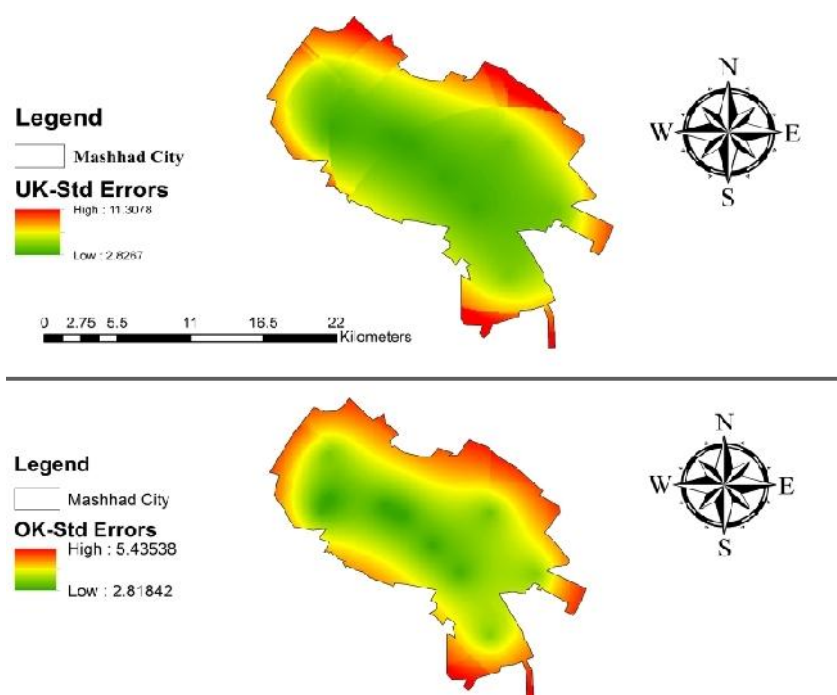 N
W E
S
Legend
Mashhad City
UK-Std Errors
High : 11.3078
Low : 2.8267
0 2.75 5.5 11 16.5 22
Kilometers
N
W E
S
Legend
Mashhad City
OK-Std Errors
High : 5.43538
Low : 2.81842